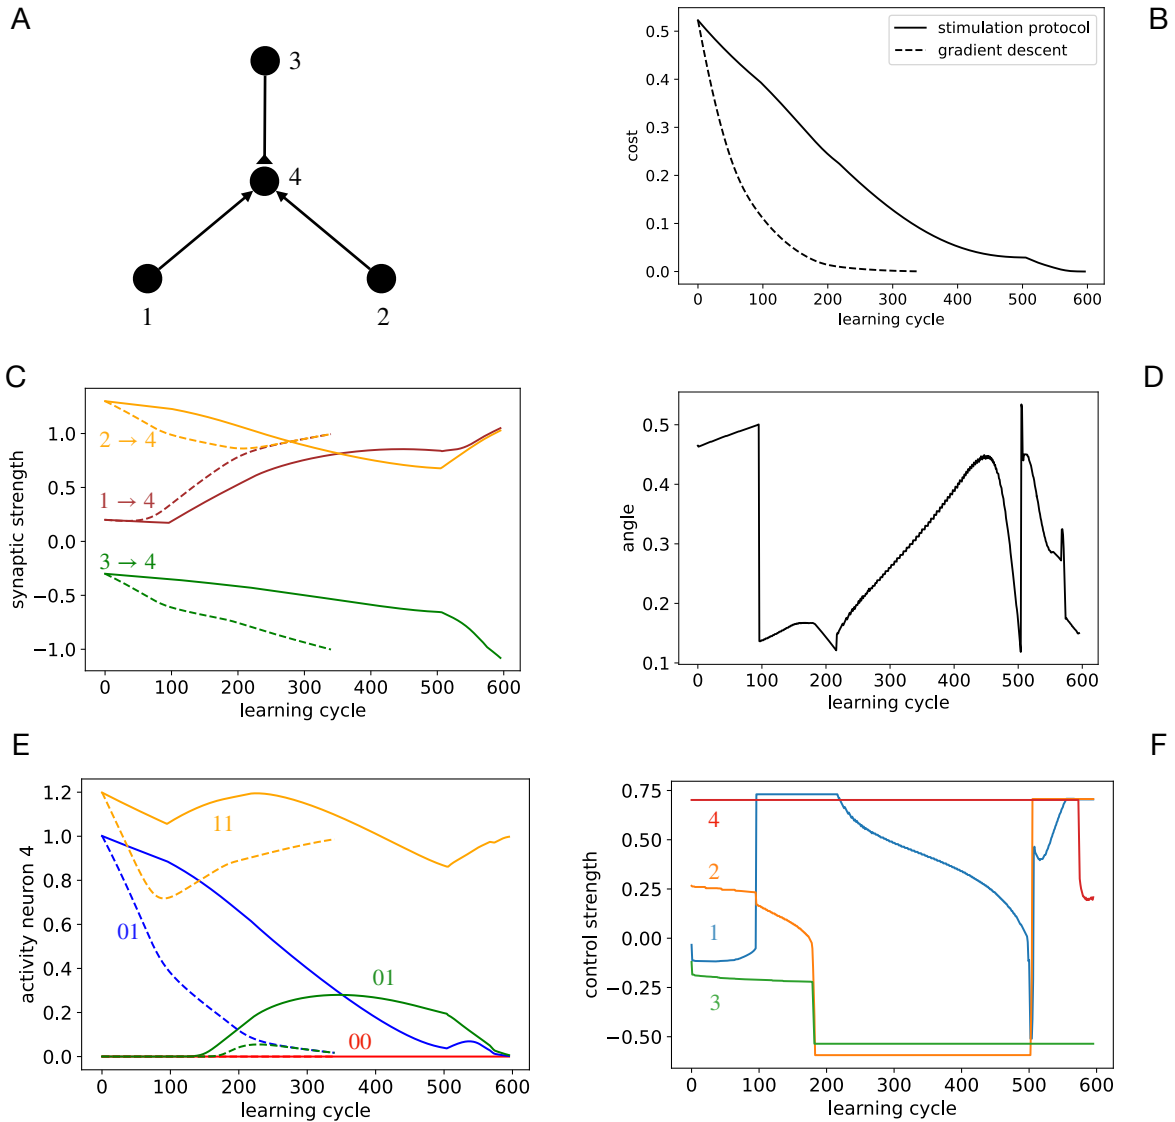 A
3
4
1
2
B
0.5
0.4
0.3
0.2
0.1
0.0
cost
stimulation protocol
gradient descent
0 100 200 300 400 500 600
learning cycle
C
1.0
0.5
0.0
−0.5
−1.0
synaptic strength
2 → 4
1 → 4
3 → 4
0 100 200 300 400 500 600
learning cycle
D
0.5
0.4
0.3
0.2
0.1
angle
0 100 200 300 400 500 600
learning cycle
E
1.2
1.0
0.8
0.6
0.4
0.2
0.0
activity neuron 4
11
01
01
00
0 100 200 300 400 500 600
learning cycle
F
0.75
0.50
0.25
0.00
−0.25
−0.50
control strength
4
2
1
3
0 100 200 300 400 500 600
learning cycle